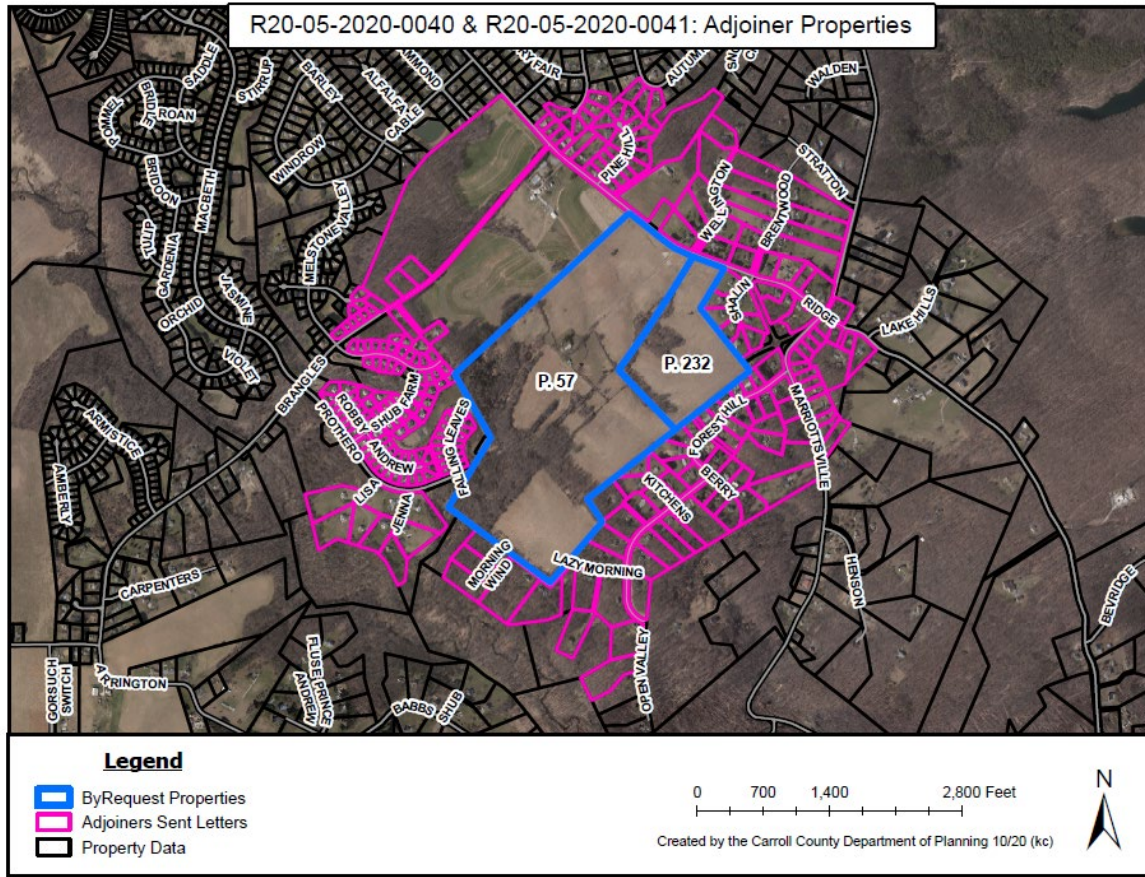 R20-05-2020-0040 & R20-05-2020-0041: Adjoiner Properties
SADDLE
STIRRUP
BARLEY
ALFALFA
CABLE
AUTUM
WALDEN
BRIDLE
ROAN
POMMEL
WINDROW
PINE HILL
STRATTON
BRIDOON
MACBETH
MELSTONE VALLEY
WELLINGTON
BRENTWOOD
TULIP
GARDENIA
JASMINE
ORCHID
SHALIN
RIDGE
LAKE HILLS
VIOLET
BRANGLES
SHUB FARM
P. 57
P. 232
ROBBY
ANDREW
PROTHERO
FALLING LEAVES
FOREST HILL
MARRIOTTSVILLE
ARMISTICE
AMBERLY
LISA
JENNA
KITCHENS
BERRY
MORNING
WIND
LAZY MORNING
HENSON
CARPENTERS
BEVRIDGE
GORSUCH
SWITCH
ARRINGTON
PRINCE
ANDREW
BABBS
SHUB
OPEN VALLEY
Legend
ByRequest Properties
Adjoiners Sent Letters
Property Data
0 700 1,400 2,800 Feet
Created by the Carroll County Department of Planning 10/20 (kc)
N